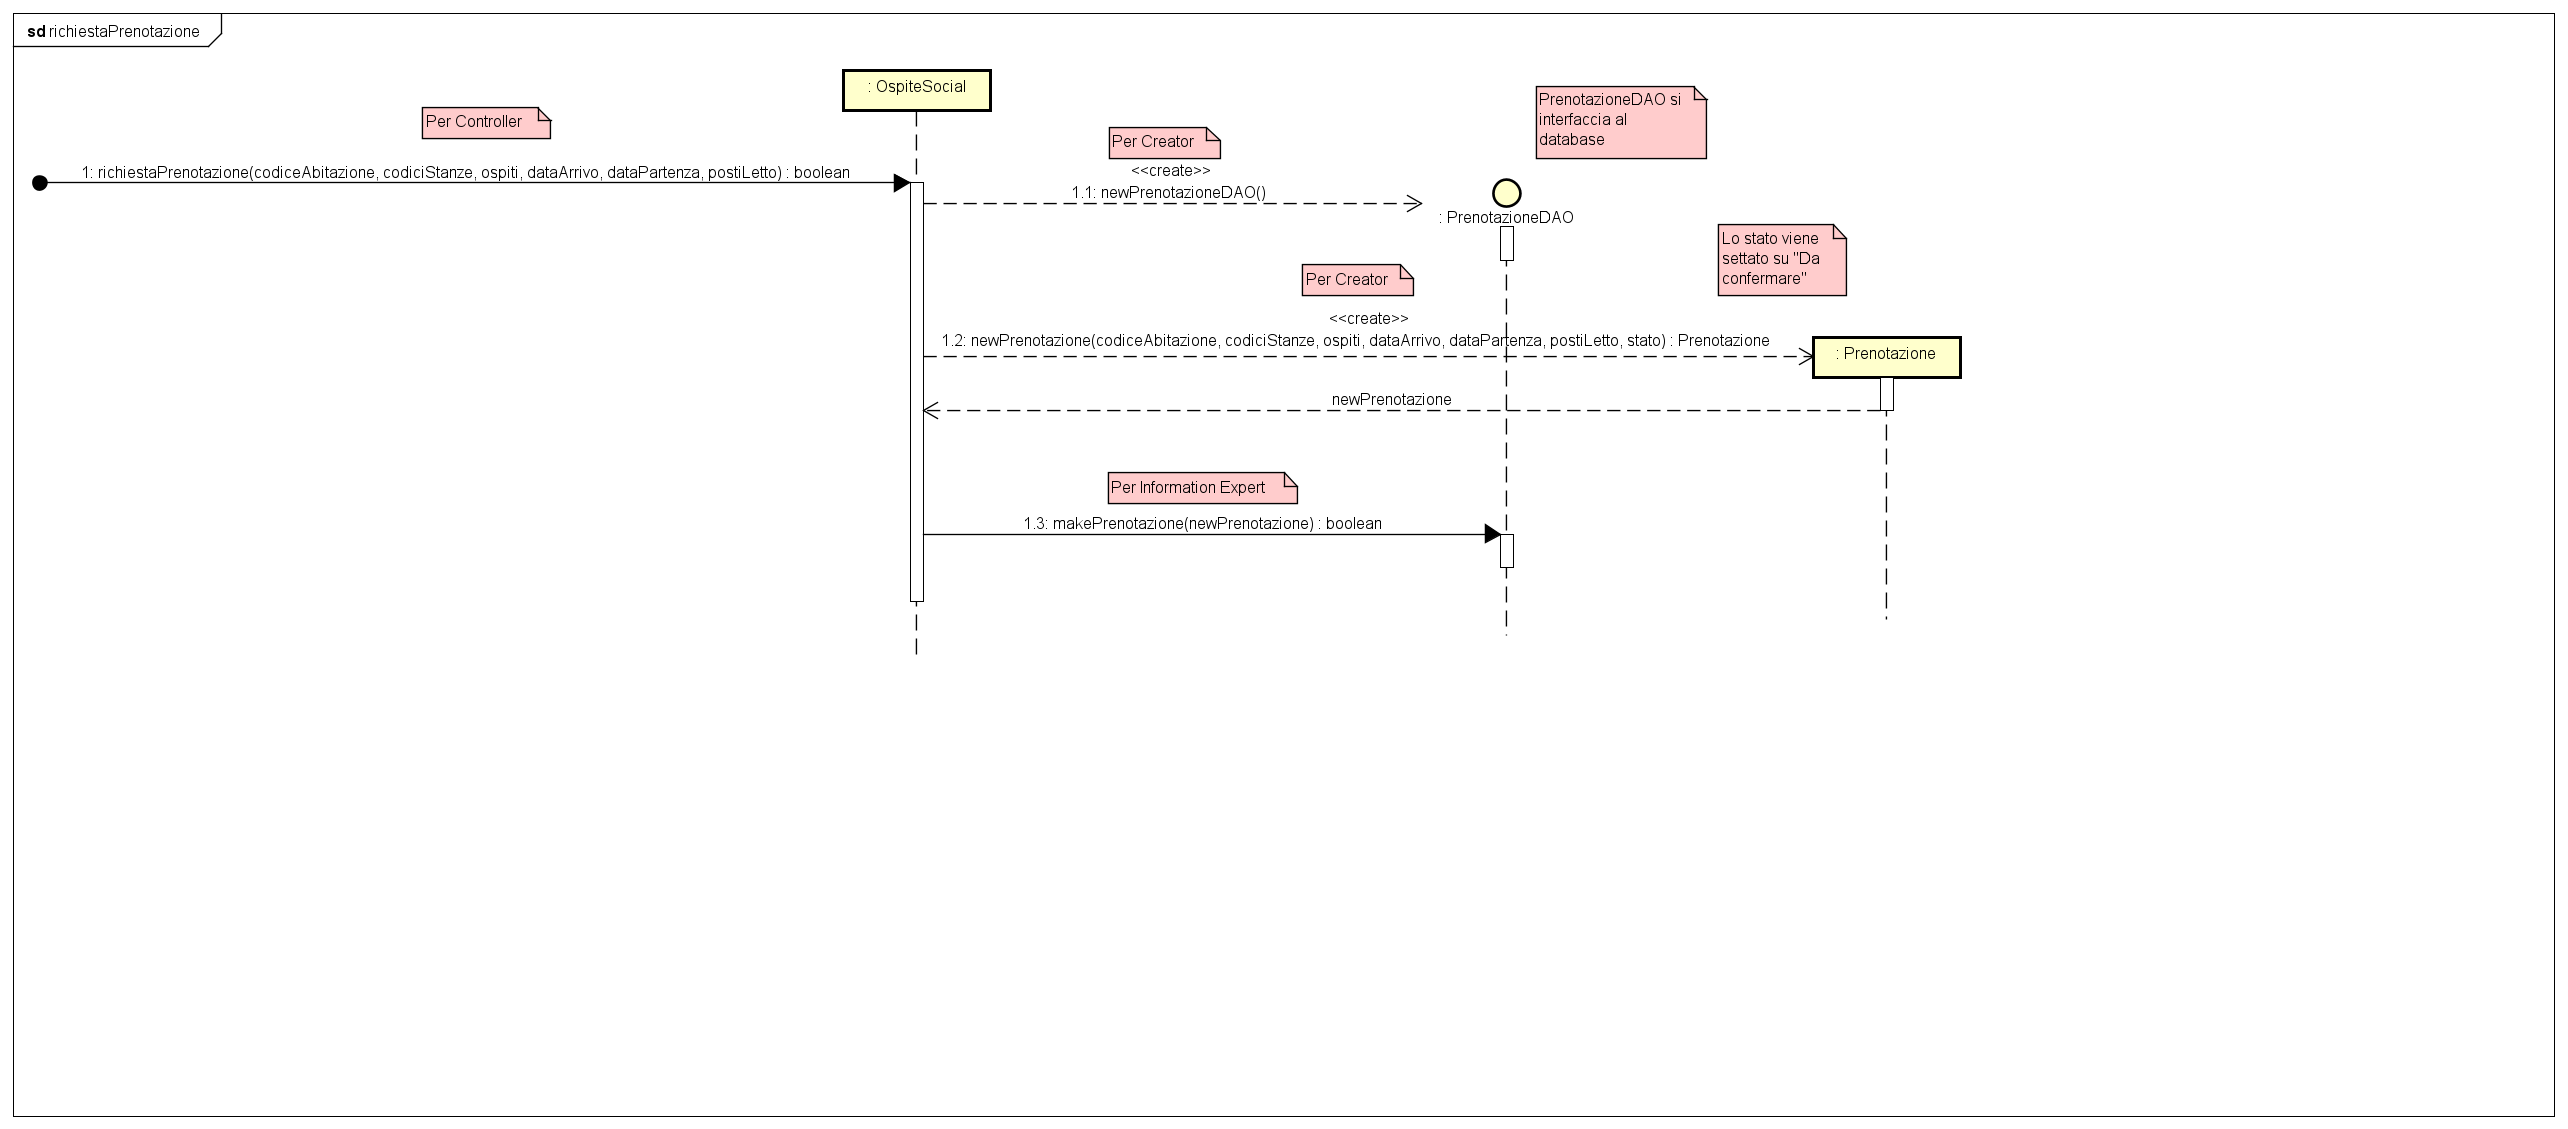 sd richiestaPrenotazione
: OspiteSocial
PrenotazioneDAO si
interfaccia al
database
Per Controller
Per Creator
<<create>>
1: richiestaPrenotazione(codiceAbitazione, codiciStanze, ospiti, dataArrivo, dataPartenza, postiLetto) : boolean
1.1: newPrenotazioneDAO()
: PrenotazioneDAO
Lo stato viene
settato su "Da
confermare"
Per Creator
<<create>>
1.2: newPrenotazione(codiceAbitazione, codiciStanze, ospiti, dataArrivo, dataPartenza, postiLetto, stato) : Prenotazione
: Prenotazione
newPrenotazione
Per Information Expert
1.3: makePrenotazione(newPrenotazione) : boolean